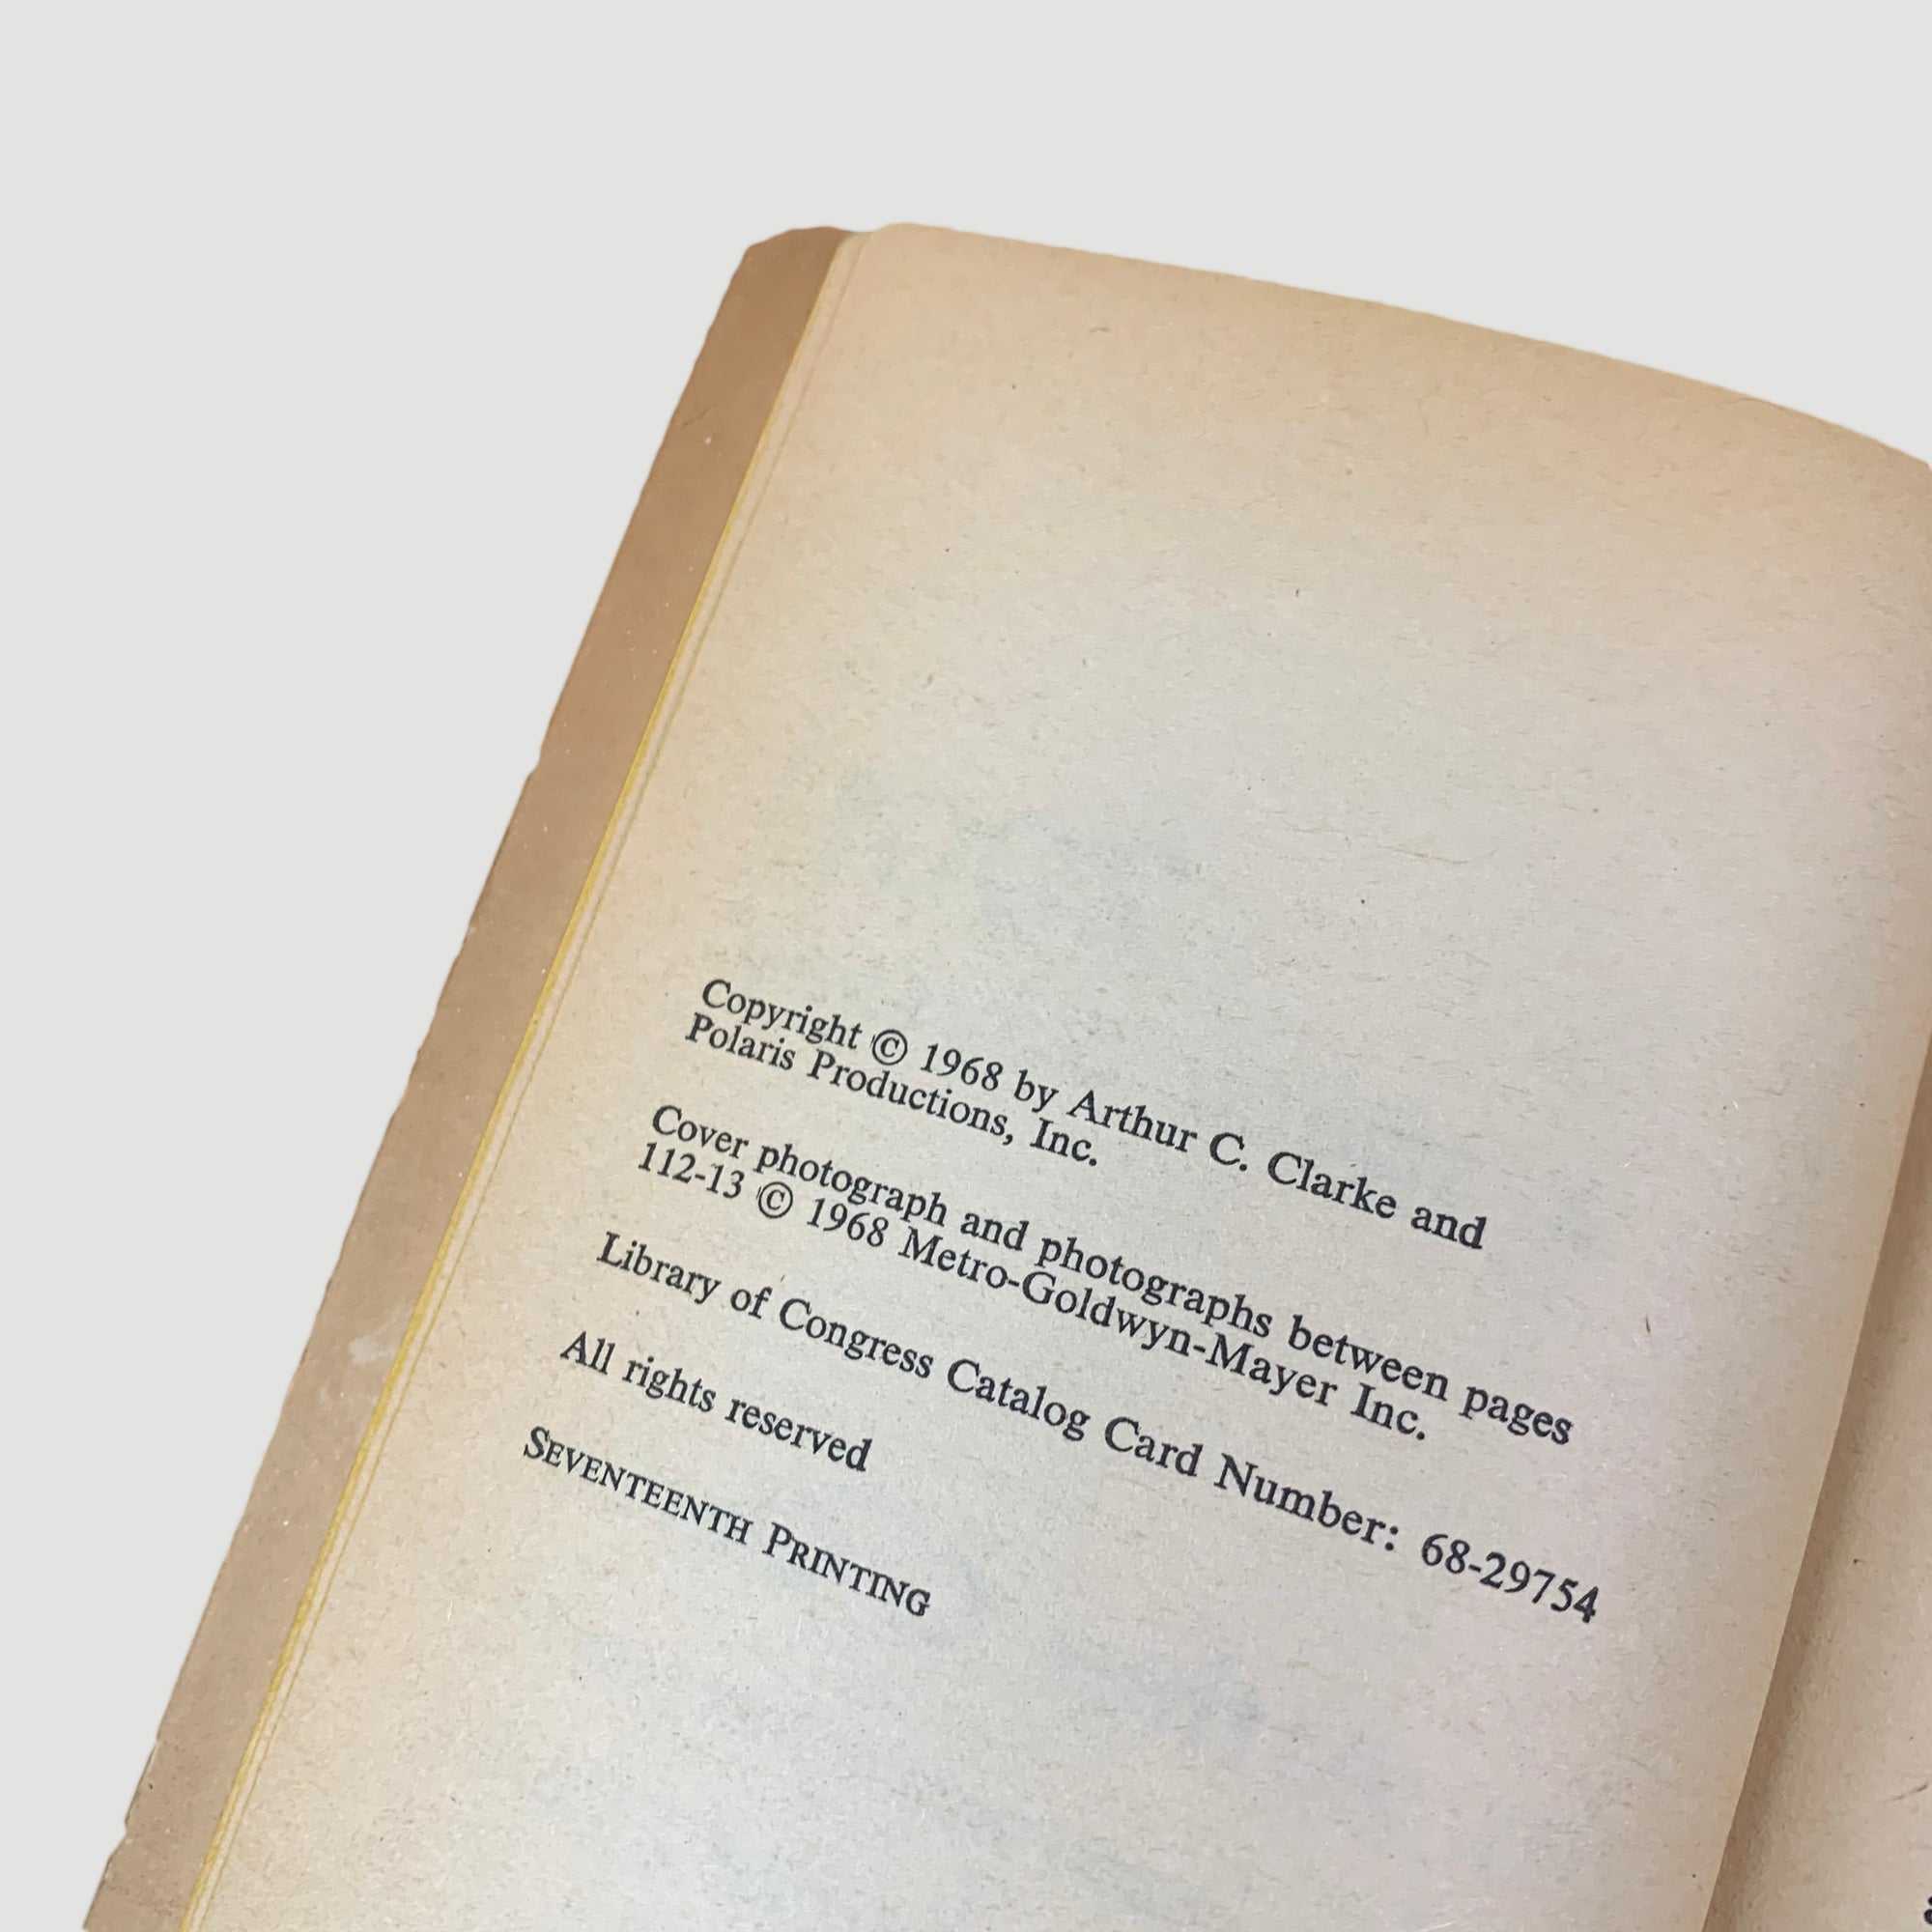 Copyright © 1968 by Arthur C. Clarke and
Polaris Productions, Inc.
Cover photograph and photographs between pages
112-13 © 1968 Metro-Goldwyn-Mayer Inc.
Library of Congress Catalog Card Number: 68-29754
All rights reserved
SEVENTEENTH PRINTING